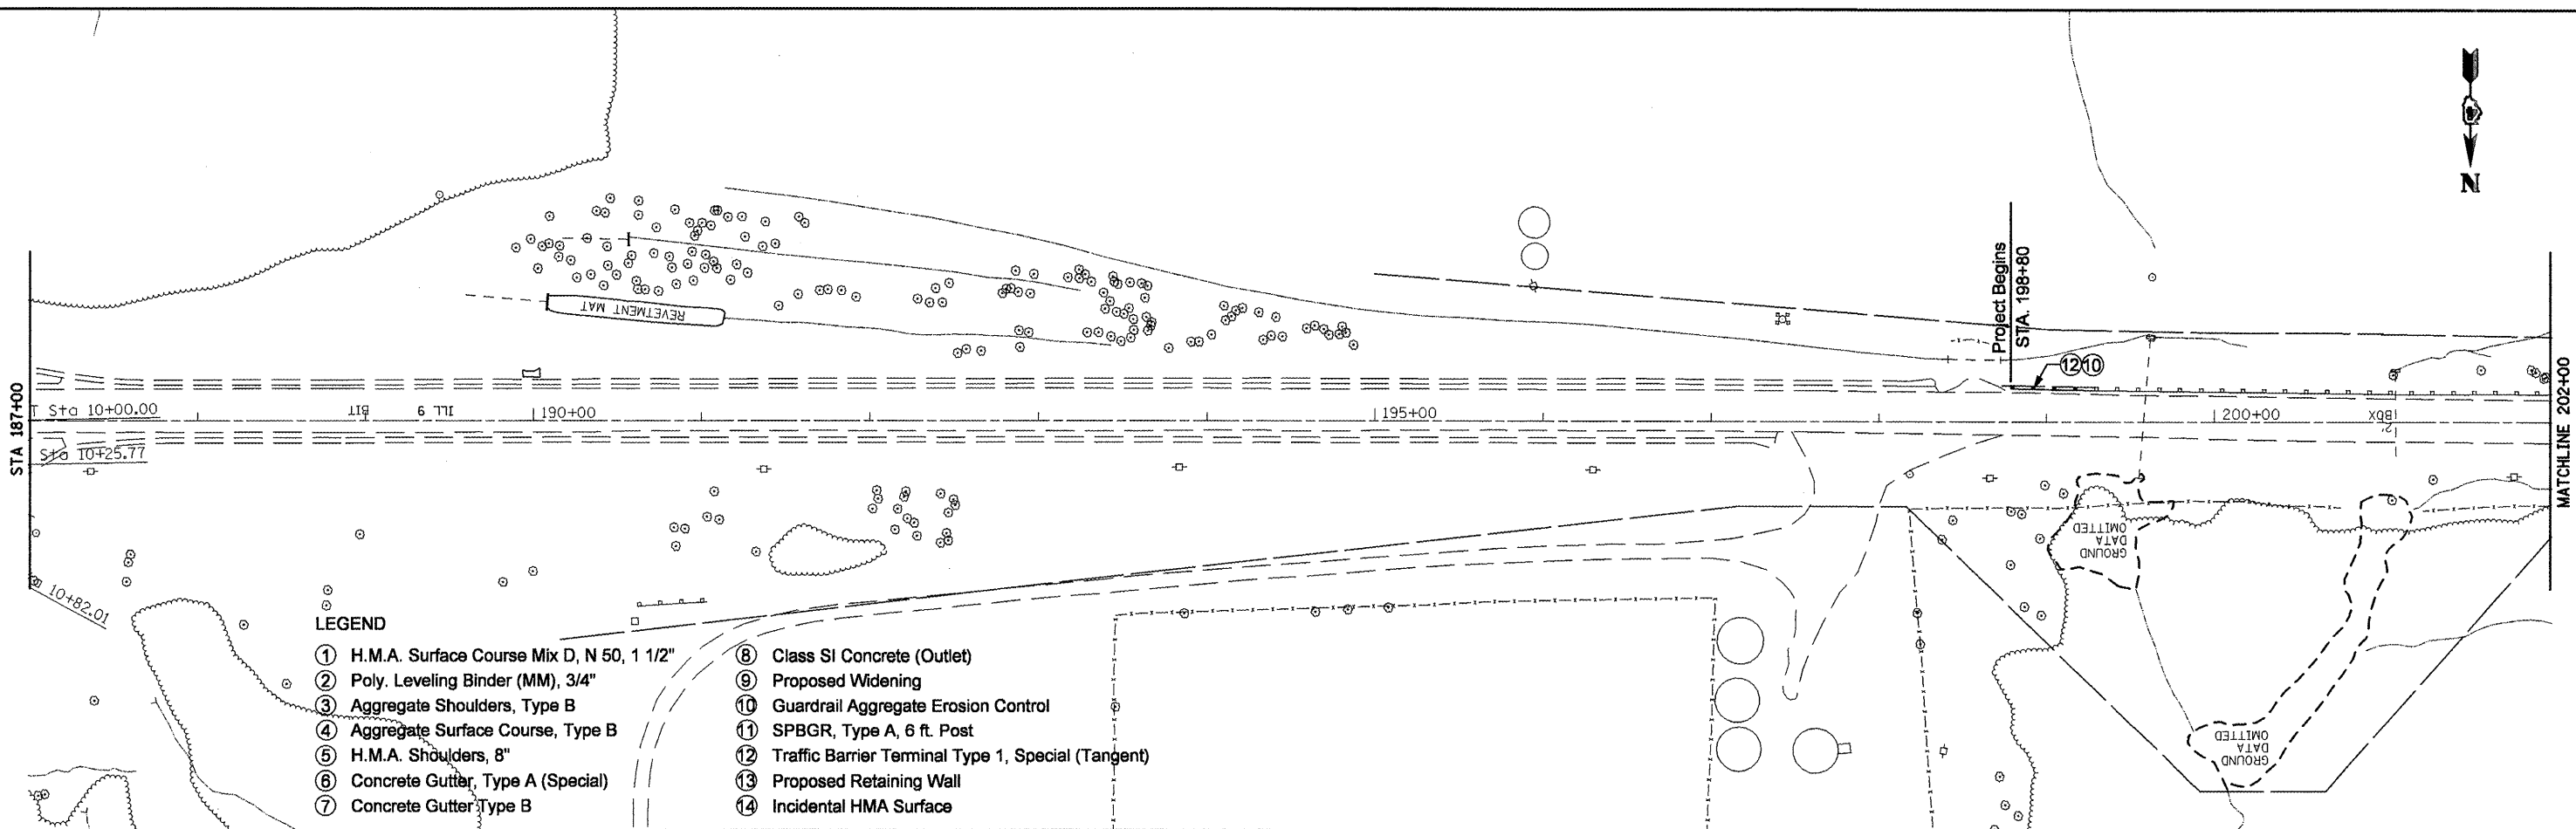 N
Project Begins
STA. 198+80
REVETMENT MAT
12 10
STA 187+00
T Sta 10+00.00
BIT
ILL 9
190+00
195+00
200+00
2'
MATCHLINE 202+00
Sta 10+25.77
10+82.01
GROUND
DATA
OMITTED
GROUND
DATA
OMITTED
LEGEND
1 H.M.A. Surface Course Mix D, N 50, 1 1/2"
2 Poly. Leveling Binder (MM), 3/4"
3 Aggregate Shoulders, Type B
4 Aggregate Surface Course, Type B
5 H.M.A. Shoulders, 8"
6 Concrete Gutter, Type A (Special)
7 Concrete Gutter Type B
8 Class SI Concrete (Outlet)
9 Proposed Widening
10 Guardrail Aggregate Erosion Control
11 SPBGR, Type A, 6 ft. Post
12 Traffic Barrier Terminal Type 1, Special (Tangent)
13 Proposed Retaining Wall
14 Incidental HMA Surface